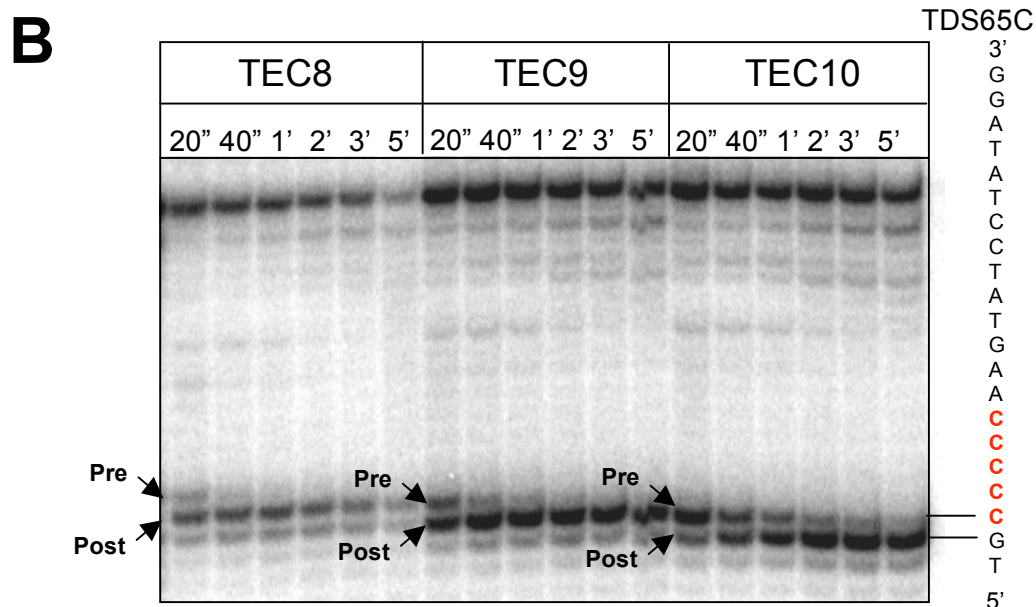 B
TDS65C
TEC8 TEC9 TEC10
20” 40” 1’ 2’ 3’ 5’ 20” 40” 1’ 2’ 3’ 5’ 20” 40” 1’ 2’ 3’ 5’
Pre
Post
Pre
Post
Pre
Post
3’
G
G
A
T
A
T
C
C
T
A
T
G
A
A
C
C
C
C
C
G
T
5’